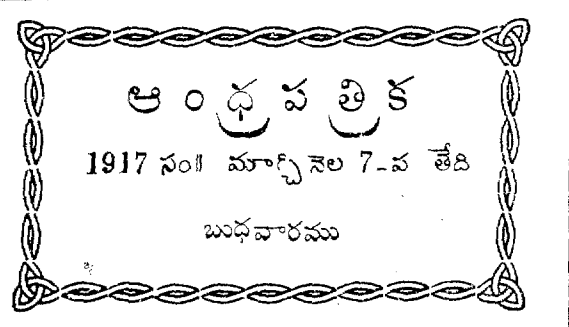 ఆంధ్రపత్రిక
1917 సం॥ మార్చ్చి నెల 7-వ తేది
బుధవారము